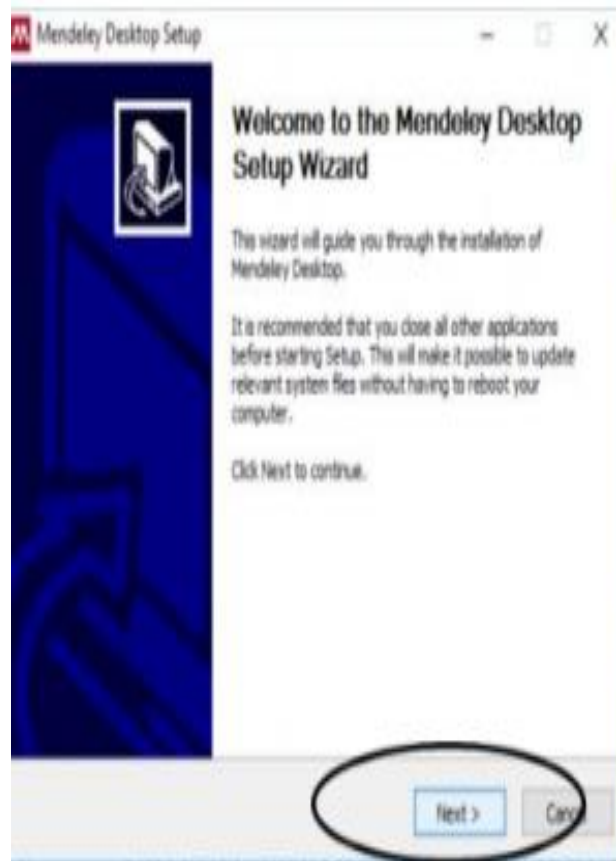 Mendeley Desktop Setup
Welcome to the Mendeley Desktop
Setup Wizard
This wizard will guide you through the installation of
Mendeley Desktop.
It is recommended that you close all other applications
before starting Setup. This will make it possible to update
relevant system files without having to reboot your
computer.
Click Next to continue.
Next >
Cancel